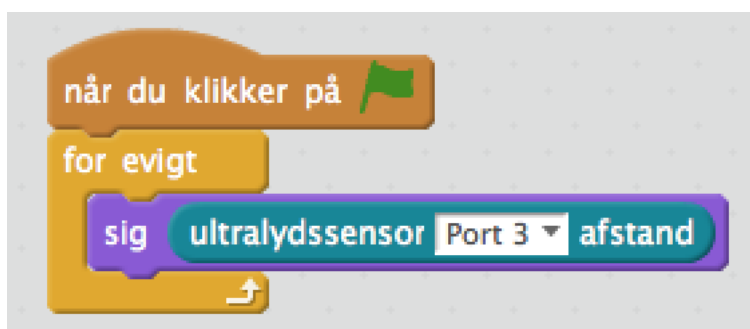 når du klikker på
for evigt
sig ultralydssensor Port 3 afstand